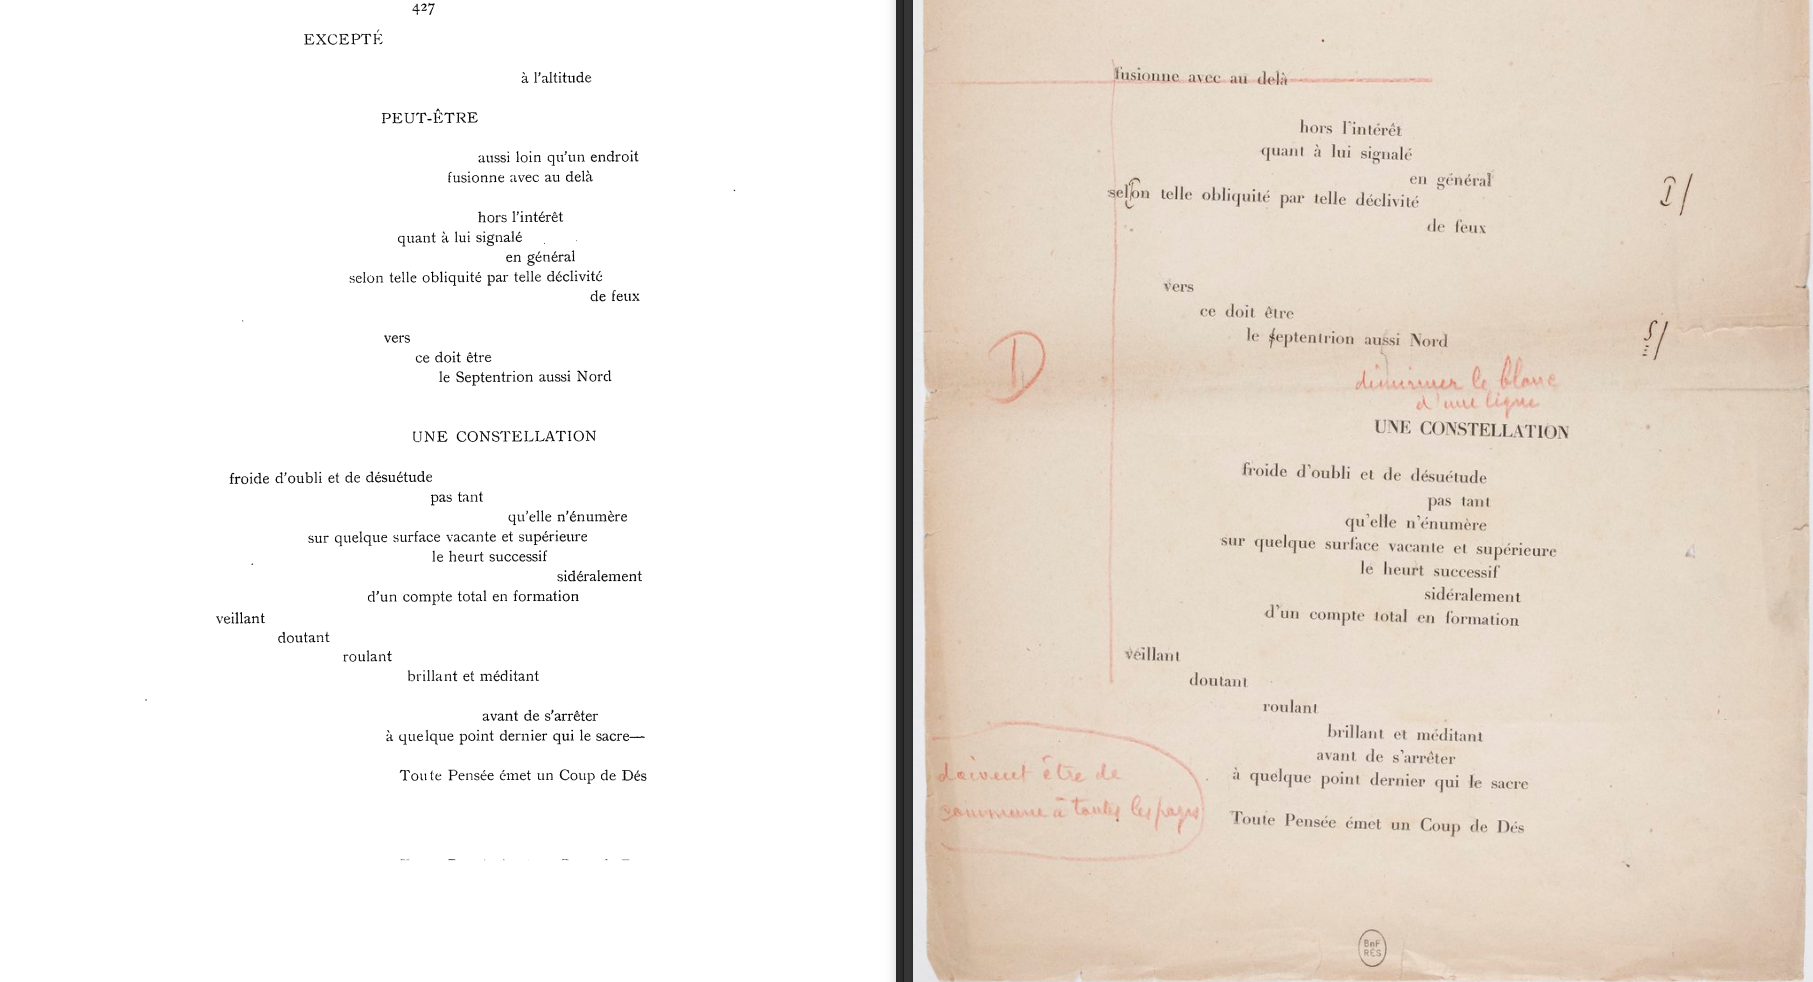 427
EXCEPTÉ
à l'altitude
PEUT-ÊTRE
aussi loin qu'un endroit
fusionne avec au delà
hors l'intérêt
quant à lui signalé
en général
selon telle obliquité par telle déclivité
de feux
vers
ce doit être
le Septentrion aussi Nord
UNE CONSTELLATION
froide d'oubli et de désuétude
pas tant
qu'elle n'énumère
sur quelque surface vacante et supérieure
le heurt successif
sidéralement
d'un compte total en formation
veillant
doutant
roulant
brillant et méditant
avant de s'arrêter
à quelque point dernier qui le sacre—
Toute Pensée émet un Coup de Dés
fusionne avec au delà
hors l'intérêt
quant à lui signalé
en général
selon telle obliquité par telle déclivité
de feux
vers
ce doit être
le septentrion aussi Nord
S/
D
diminuer le blanc
d'une ligne
UNE CONSTELLATION
froide d'oubli et de désuétude
pas tant
qu'elle n'énumère
sur quelque surface vacante et supérieure
le heurt successif
sidéralement
d'un compte total en formation
veillant
doutant
roulant
brillant et méditant
avant de s'arrêter
à quelque point dernier qui le sacre
doivent être de
commune à toutes les pages
Toute Pensée émet un Coup de Dés
BnF
RES